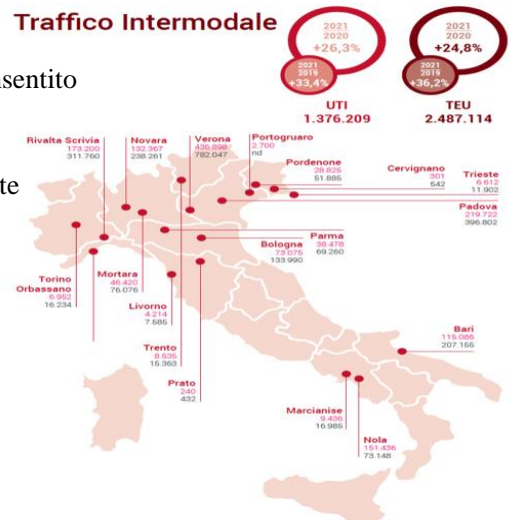 Traffico Intermodale
2021
2020
+26,3%
2021
2019
+33,4%
UTI
1.376.209
2021
2020
+24,8%
2021
2019
+36,2%
TEU
2.487.114
nsentito
te
Rivalta Scrivia
173.200
311.760
Novara
132.367
238.261
Verona
436.898
782.047
Portogruaro
2.700
nd
Pordenone
28.825
51.885
Cervignano
301
542
Trieste
6.612
11.902
Padova
219.722
396.802
Parma
38.478
69.260
Bologna
73.075
133.990
Torino
Orbassano
6.952
16.234
Mortara
46.420
76.076
Livorno
4.214
7.585
Trento
8.535
15.363
Prato
240
432
Bari
115.086
207.155
Marcianise
9.436
16.985
Nola
151.436
73.148